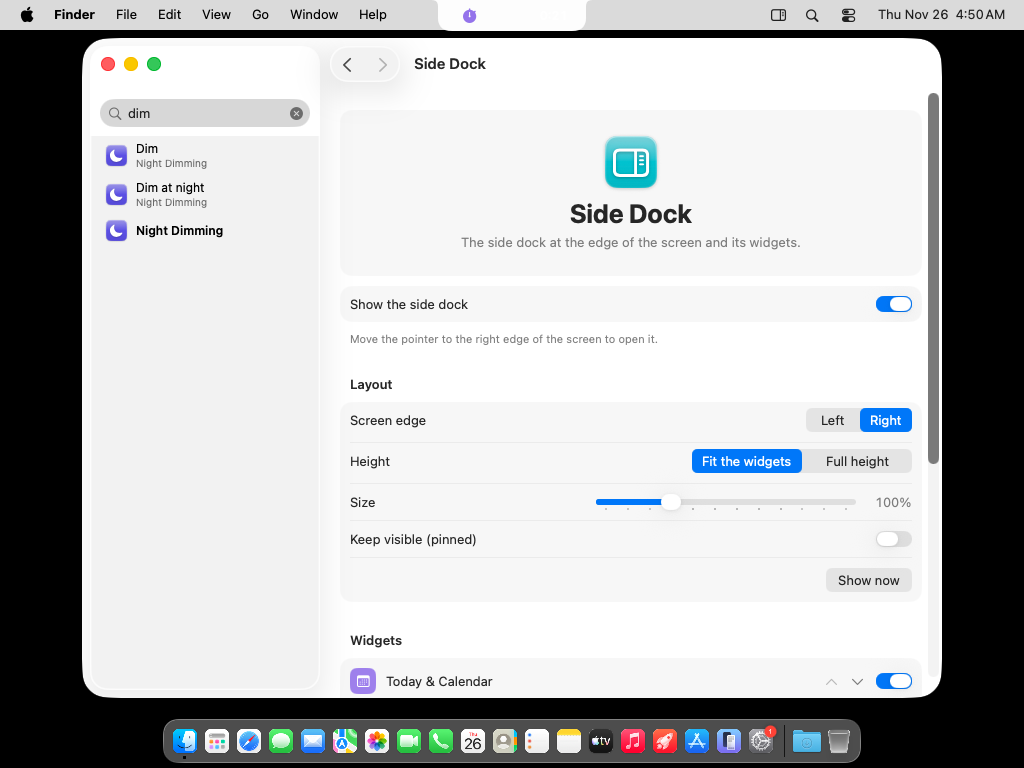 Finder File Edit View Go Window Help Thu Nov 26 4:50 AM
Side Dock
dim
Dim
Night Dimming
Dim at night
Night Dimming
Night Dimming
Side Dock
The side dock at the edge of the screen and its widgets.
Show the side dock
Move the pointer to the right edge of the screen to open it.
Layout
Screen edge Left Right
Height Fit the widgets Full height
Size 100%
Keep visible (pinned)
Show now
Widgets
Today & Calendar
Thu
26
tv
1